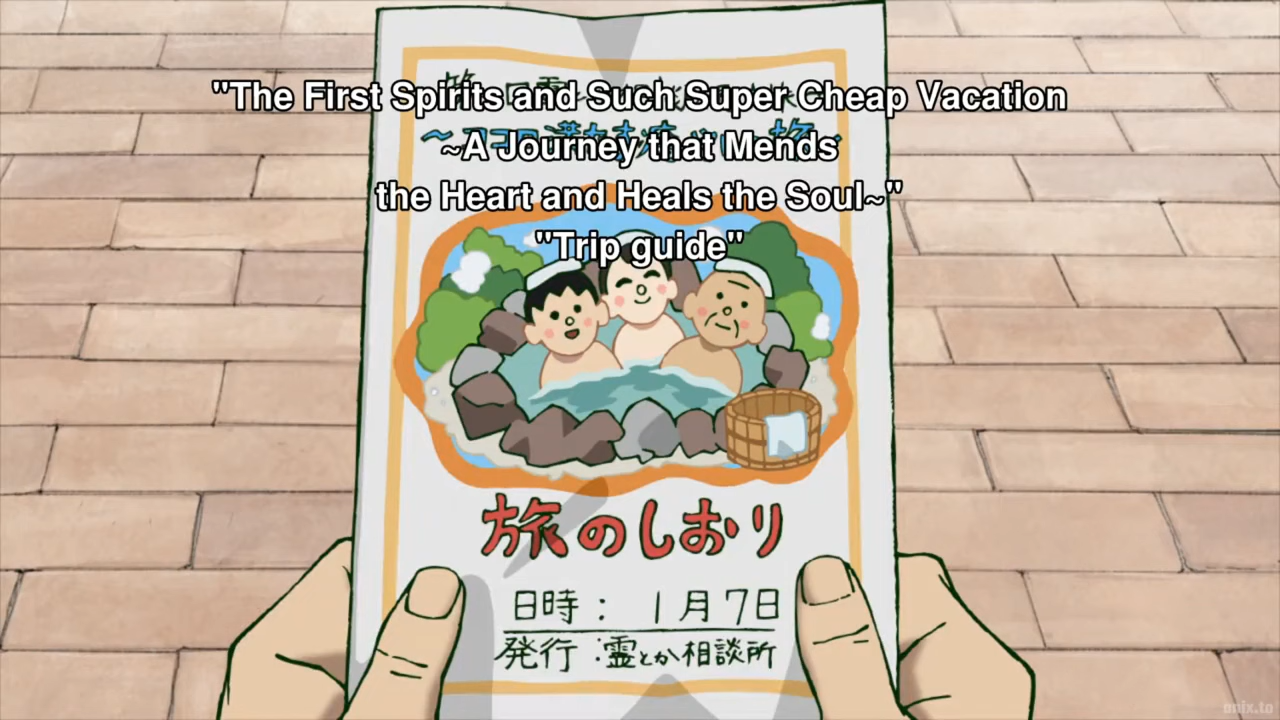 "The First Spirits and Such Super Cheap Vacation
~A Journey that Mends
the Heart and Heals the Soul~"
"Trip guide"
旅のしおり
日時： 1月7日
発行：霊とか相談所